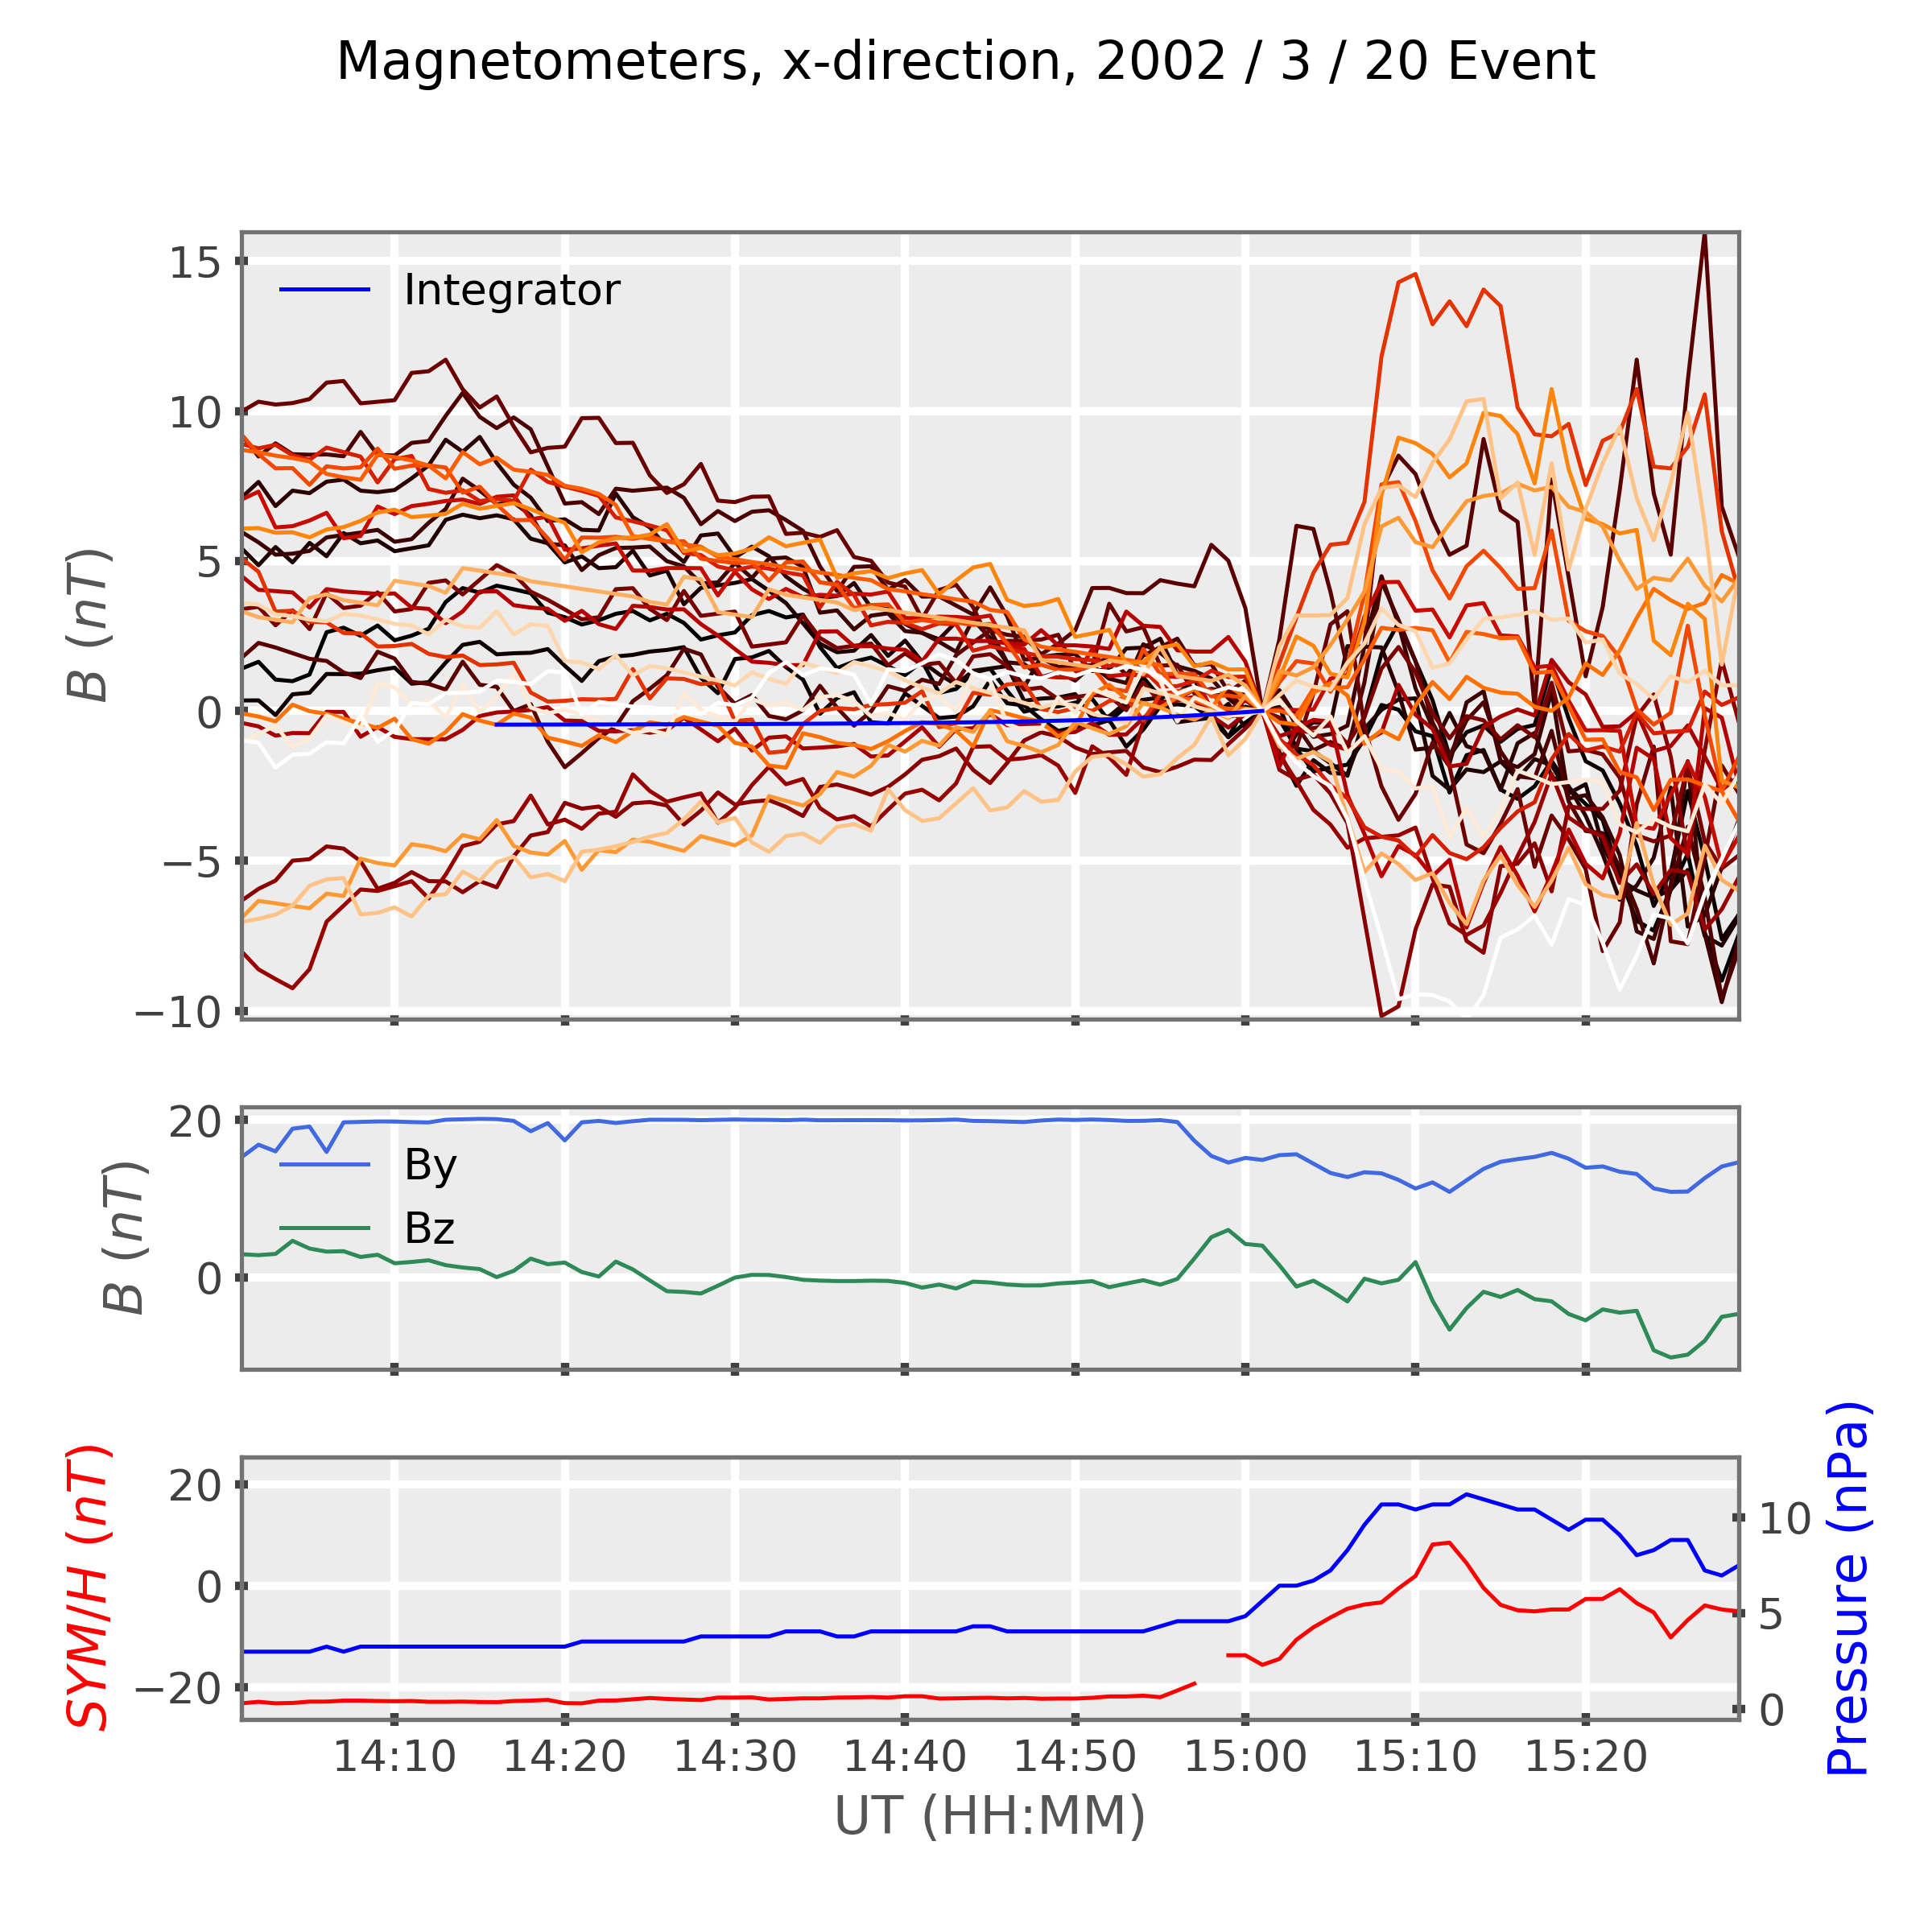 Magnetometers, x-direction, 2002 / 3 / 20 Event
15
10
5
0
−5
−10
B (nT)
Integrator
20
0
B (nT)
By
Bz
20
0
−20
SYM/H (nT)
10
5
0
Pressure (nPa)
14:10 14:20 14:30 14:40 14:50 15:00 15:10 15:20
UT (HH:MM)